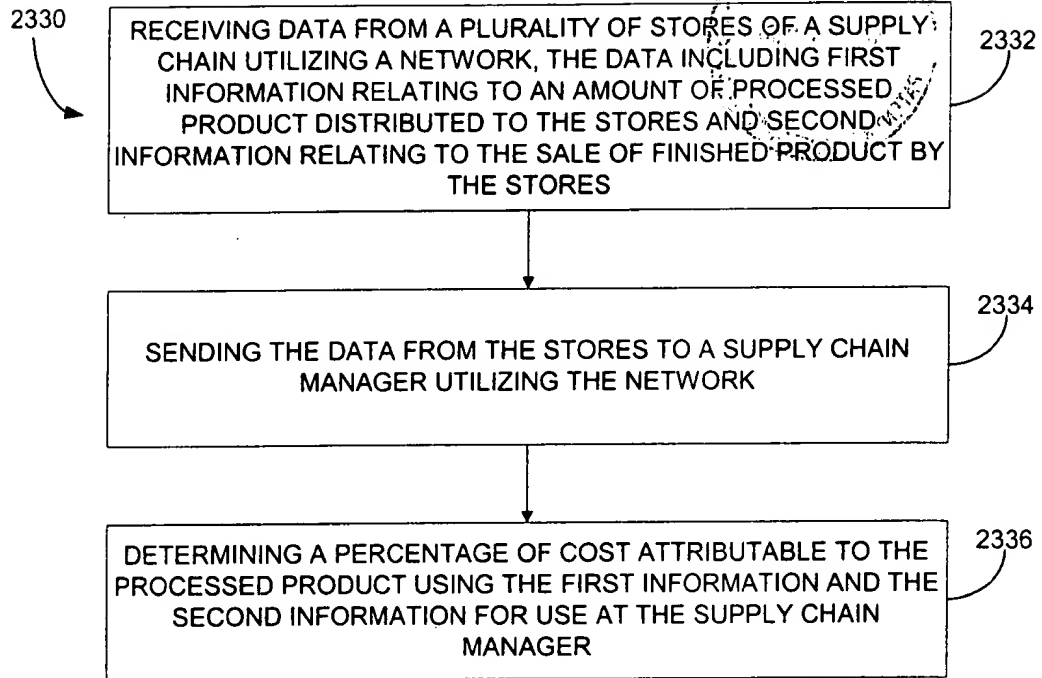 2330
RECEIVING DATA FROM A PLURALITY OF STORES OF A SUPPLY
CHAIN UTILIZING A NETWORK, THE DATA INCLUDING FIRST
INFORMATION RELATING TO AN AMOUNT OF PROCESSED
PRODUCT DISTRIBUTED TO THE STORES AND SECOND
INFORMATION RELATING TO THE SALE OF FINISHED PRODUCT BY
THE STORES
2332
SENDING THE DATA FROM THE STORES TO A SUPPLY CHAIN
MANAGER UTILIZING THE NETWORK
2334
DETERMINING A PERCENTAGE OF COST ATTRIBUTABLE TO THE
PROCESSED PRODUCT USING THE FIRST INFORMATION AND THE
SECOND INFORMATION FOR USE AT THE SUPPLY CHAIN
MANAGER
2336